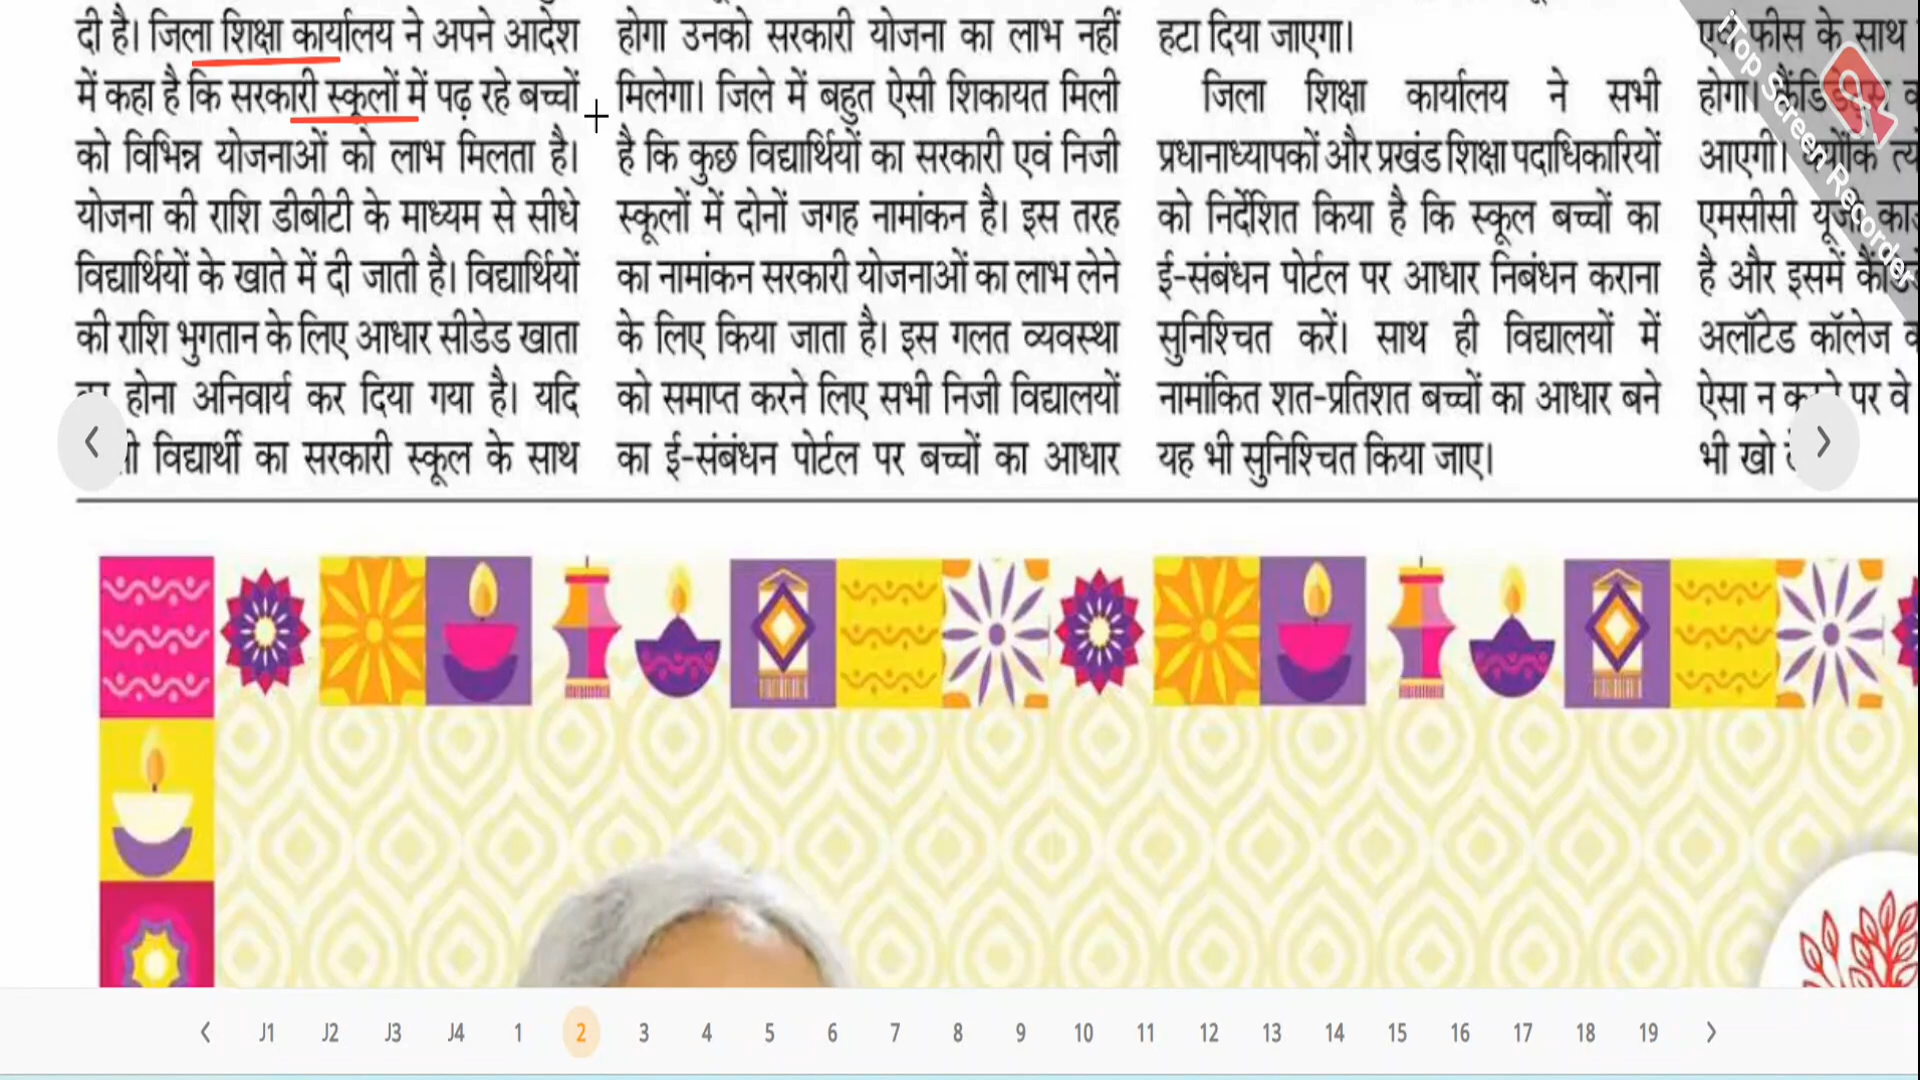 दी है। जिला शिक्षा कार्यालय ने अपने आदेश
में कहा है कि सरकारी स्कूलों में पढ़ रहे बच्चों
को विभिन्न योजनाओं को लाभ मिलता है।
योजना की राशि डीबीटी के माध्यम से सीधे
विद्यार्थियों के खाते में दी जाती है। विद्यार्थियों
की राशि भुगतान के लिए आधार सीडेड खाता
होना अनिवार्य कर दिया गया है। यदि
विद्यार्थी का सरकारी स्कूल के साथ
होगा उनको सरकारी योजना का लाभ नहीं
मिलेगा। जिले में बहुत ऐसी शिकायत मिली
है कि कुछ विद्यार्थियों का सरकारी एवं निजी
स्कूलों में दोनों जगह नामांकन है। इस तरह
का नामांकन सरकारी योजनाओं का लाभ लेने
के लिए किया जाता है। इस गलत व्यवस्था
को समाप्त करने लिए सभी निजी विद्यालयों
का ई-संबंधन पोर्टल पर बच्चों का आधार
हटा दिया जाएगा।
जिला शिक्षा कार्यालय ने सभी
प्रधानाध्यापकों और प्रखंड शिक्षा पदाधिकारियों
को निर्देशित किया है कि स्कूल बच्चों का
ई-संबंधन पोर्टल पर आधार निबंधन कराना
सुनिश्चित करें। साथ ही विद्यालयों में
नामांकित शत-प्रतिशत बच्चों का आधार बने
यह भी सुनिश्चित किया जाए।
फीस के साथ
होगा।
आएगी।
एमसीसी यूजी
है और इसमें
अलॉटेड कॉलेज
ऐसा न पर वे
भी खो
iTop Screen Recorder
J1 J2 J3 J4 1 2 3 4 5 6 7 8 9 10 11 12 13 14 15 16 17 18 19